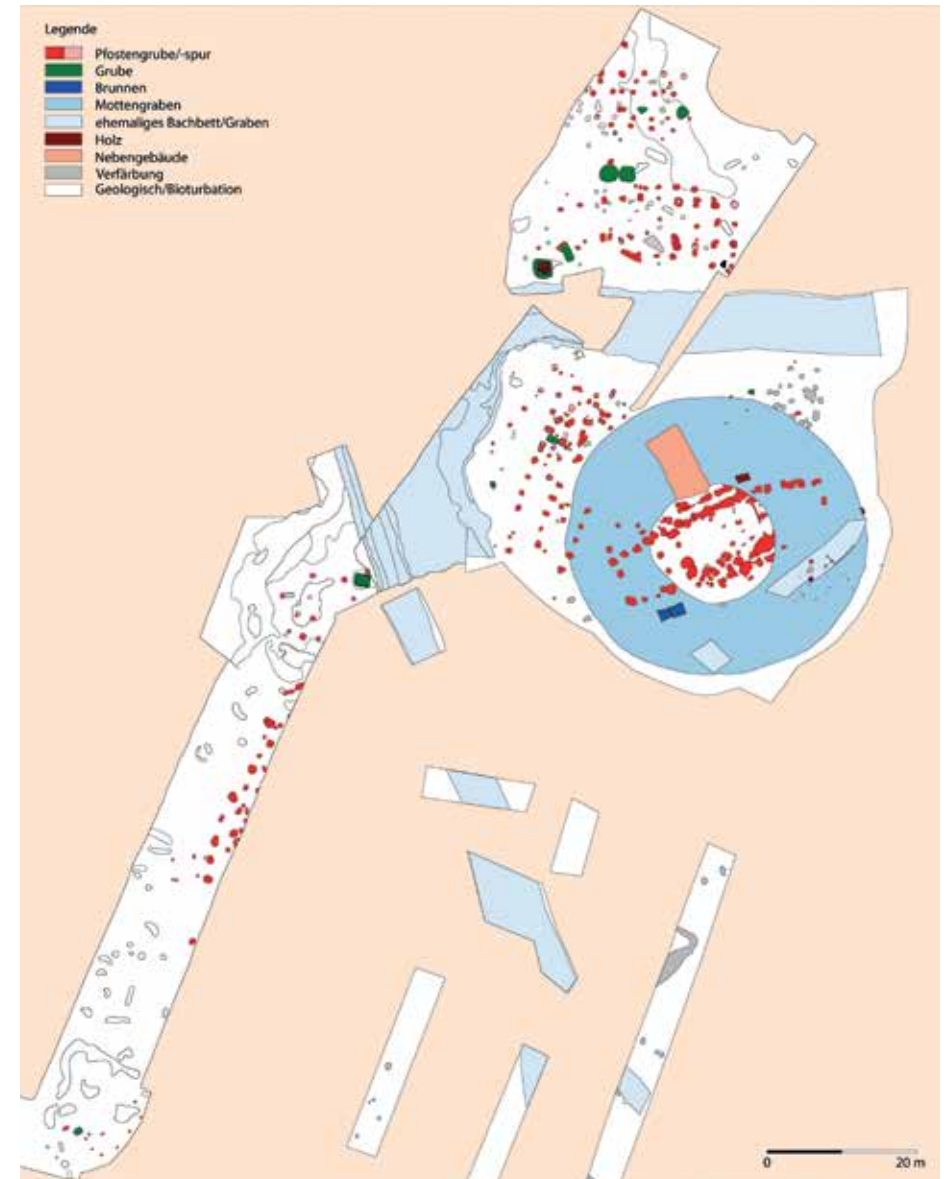 Legende
Pfostengrube/-spur
Grube
Brunnen
Mottengraben
ehemaliges Bachbett/Graben
Holz
Nebengebäude
Verfärbung
Geologisch/Bioturbation
0 20 m